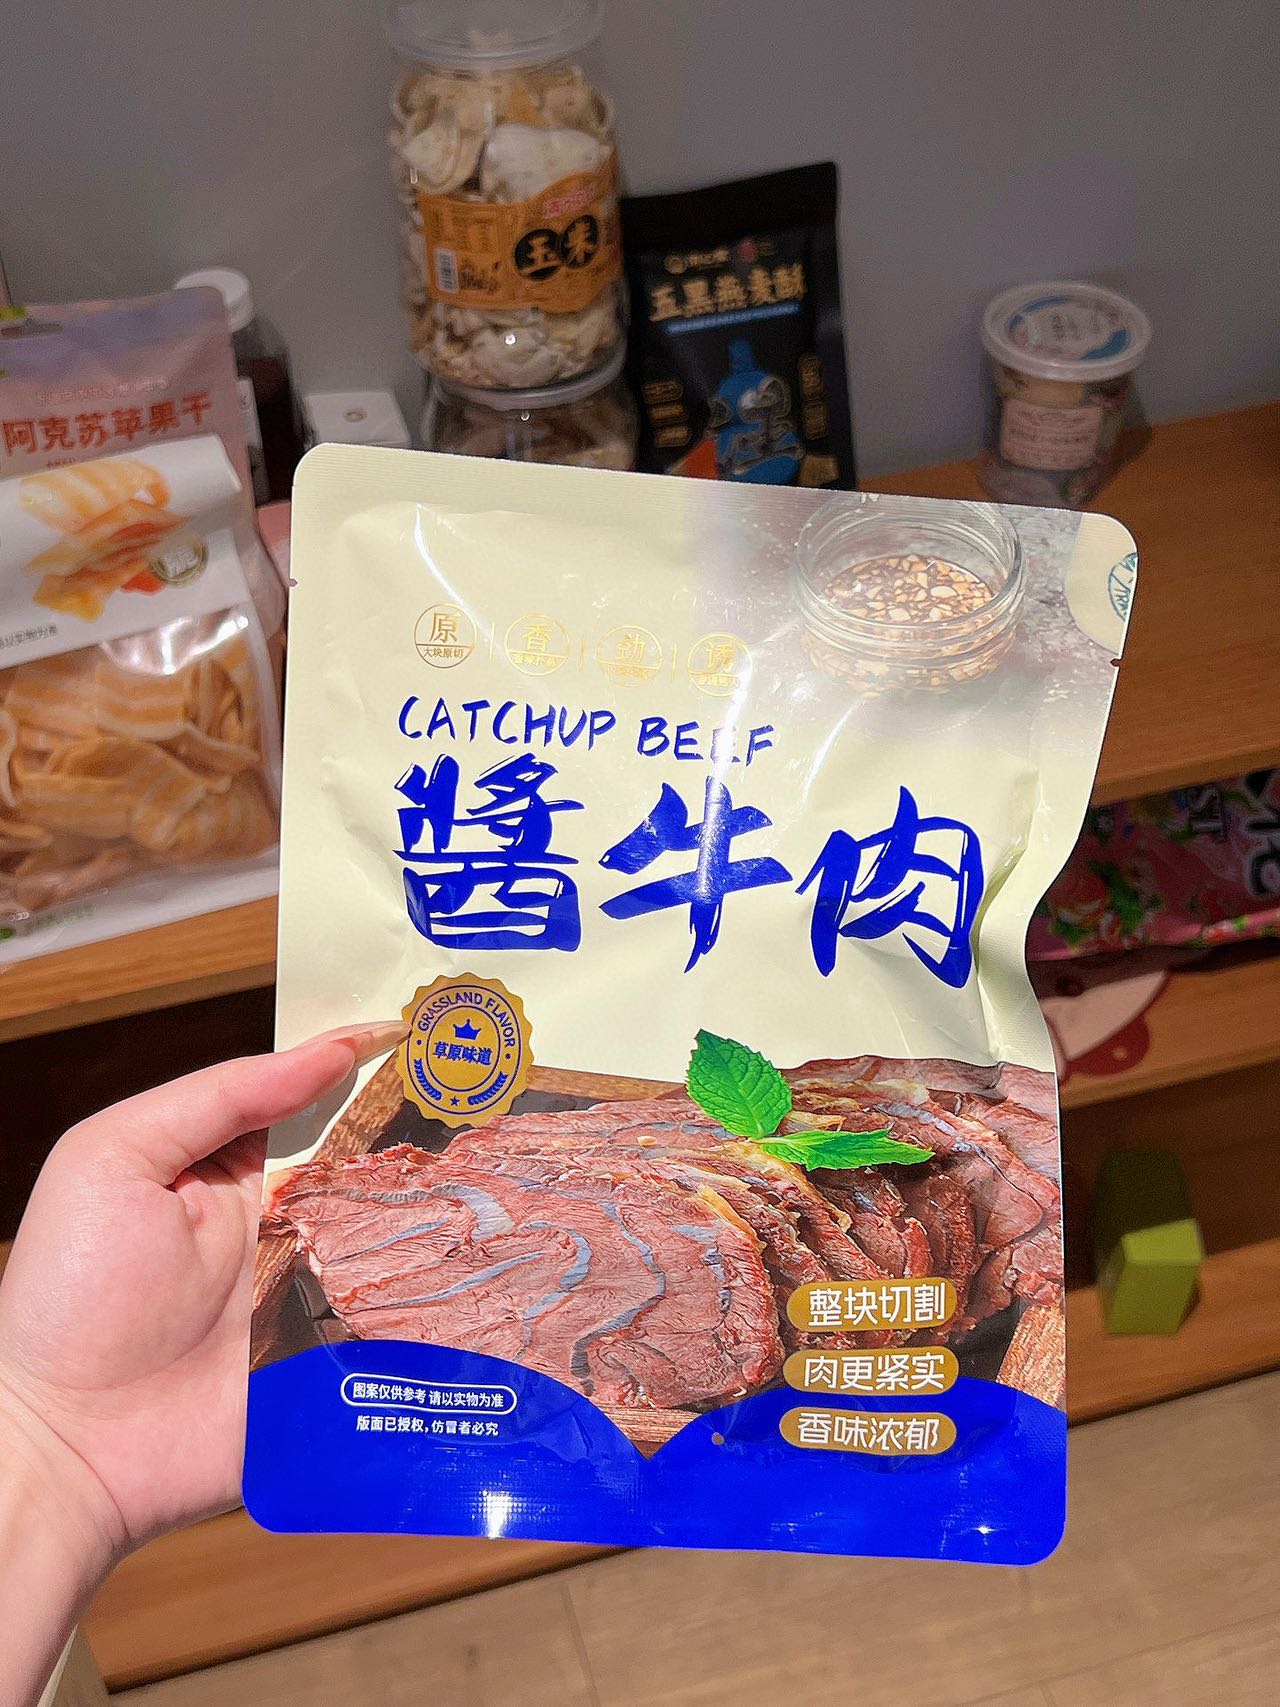 玉米
五黑燕麦酥
阿克苏苹果干
原
大块原切
香
劲
诱
CATCHUP BEEF
醬牛肉
GRASSLAND FLAVOR
草原味道
整块切割
肉更紧实
香味浓郁
图案仅供参考 请以实物为准
版面已授权,仿冒者必究